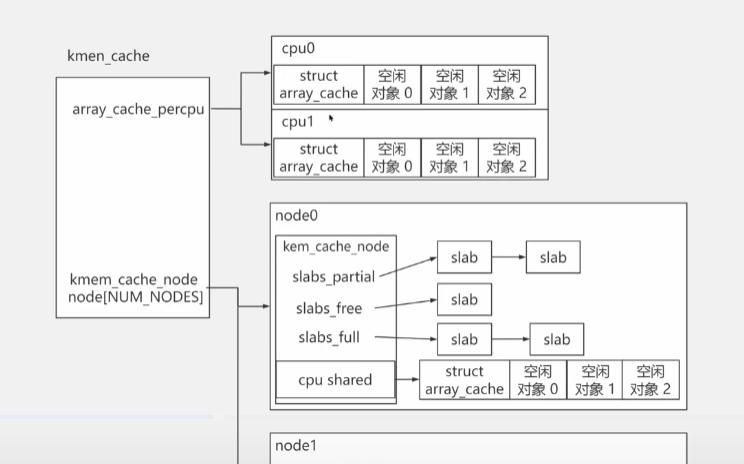 kmen_cache
array_cache_percpu
kmem_cache_node
node[NUM_NODES]
cpu0
struct
array_cache
空闲
对象 0
空闲
对象 1
空闲
对象 2
cpu1
struct
array_cache
空闲
对象 0
空闲
对象 1
空闲
对象 2
node0
kem_cache_node
slabs_partial
slab
slab
slabs_free
slab
slabs_full
slab
slab
cpu shared
struct
array_cache
空闲
对象 0
空闲
对象 1
空闲
对象 2
node1